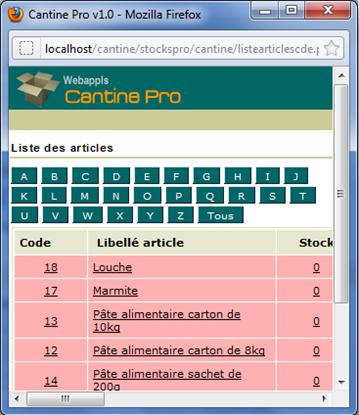 Cantine Pro v1.0 - Mozilla Firefox
localhost/cantine/stockspro/cantine/listearticlescde.p
Webappls
Cantine Pro
Liste des articles
A B C D E F G H I J
K L M N O P Q R S T
U V W X Y Z Tous
Code Libellé article Stock
18 Louche 0
17 Marmite 0
13 Pâte alimentaire carton de 0
10kg
12 Pâte alimentaire carton de 8kg 0
14 Pâte alimentaire sachet de 0
200g